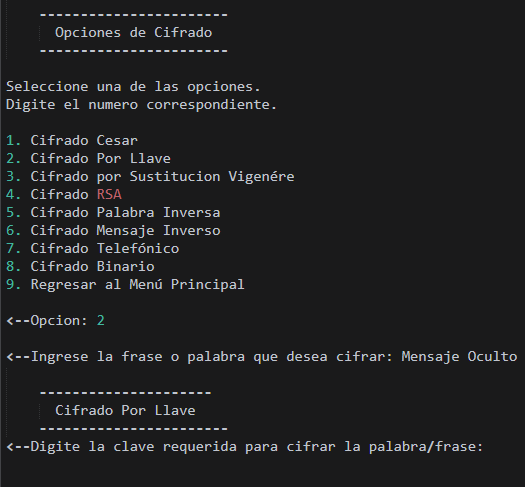 ------------------------
Opciones de Cifrado
------------------------
Seleccione una de las opciones.
Digite el numero correspondiente.
1. Cifrado Cesar
2. Cifrado Por Llave
3. Cifrado por Sustitucion Vigenére
4. Cifrado RSA
5. Cifrado Palabra Inversa
6. Cifrado Mensaje Inverso
7. Cifrado Telefónico
8. Cifrado Binario
9. Regresar al Menú Principal
<--Opcion: 2
<--Ingrese la frase o palabra que desea cifrar: Mensaje Oculto
----------------------
Cifrado Por Llave
------------------------
<--Digite la clave requerida para cifrar la palabra/frase: